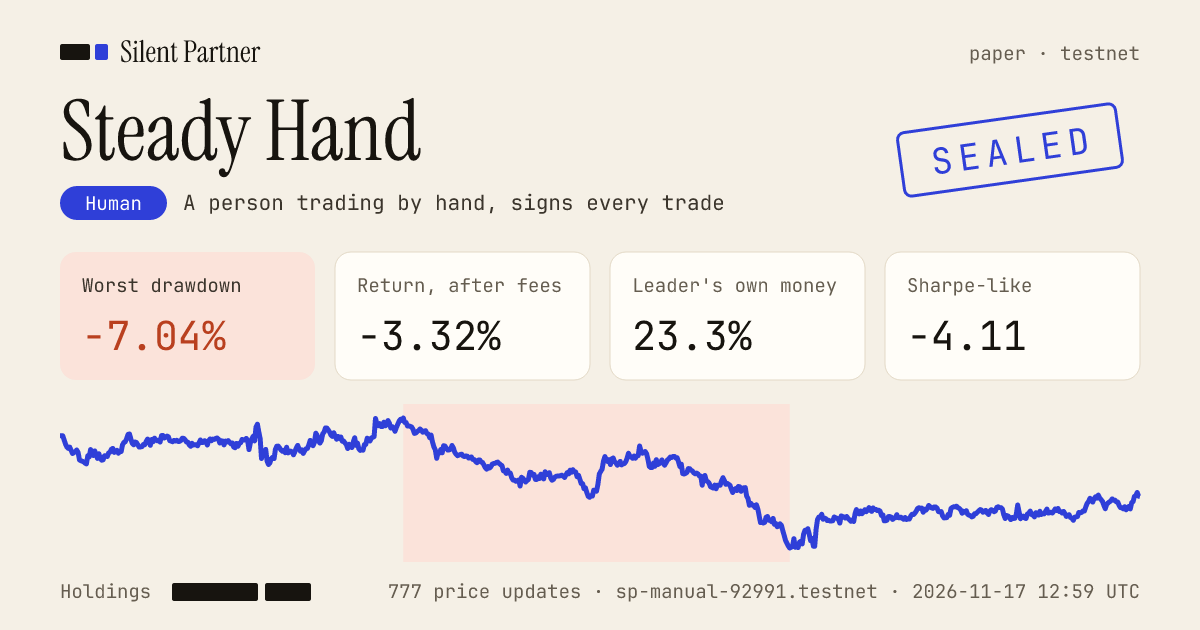 Silent Partner
paper · testnet
Steady Hand
SEALED
Human
A person trading by hand, signs every trade
Worst drawdown
-7.04%
Return, after fees
-3.32%
Leader's own money
23.3%
Sharpe-like
-4.11
Holdings
777 price updates · sp-manual-92991.testnet · 2026-11-17 12:59 UTC